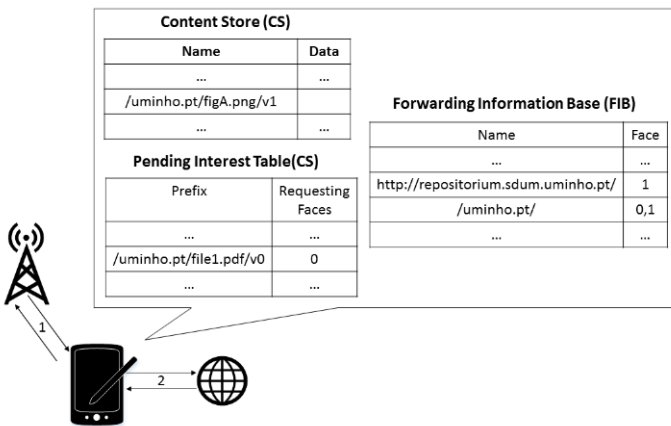 Content Store (CS)
Name Data
... ...
/uminho.pt/figA.png/v1
... ...
Pending Interest Table(CS)
Prefix Requesting
Faces
... ...
/uminho.pt/file1.pdf/v0 0
... ...
Forwarding Information Base (FIB)
Name Face
... ...
http://repositorium.sdum.uminho.pt/ 1
/uminho.pt/ 0,1
... ...
1
2